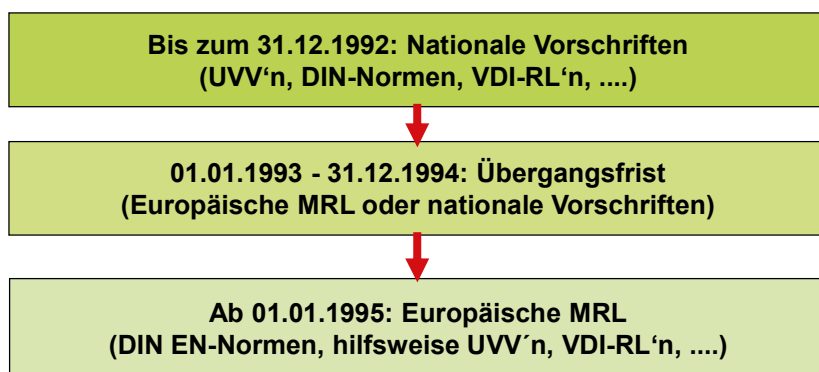 Bis zum 31.12.1992: Nationale Vorschriften
(UVV‘n, DIN-Normen, VDI-RL‘n, ....)
01.01.1993 - 31.12.1994: Übergangsfrist
(Europäische MRL oder nationale Vorschriften)
Ab 01.01.1995: Europäische MRL
(DIN EN-Normen, hilfsweise UVV´n, VDI-RL‘n, ....)